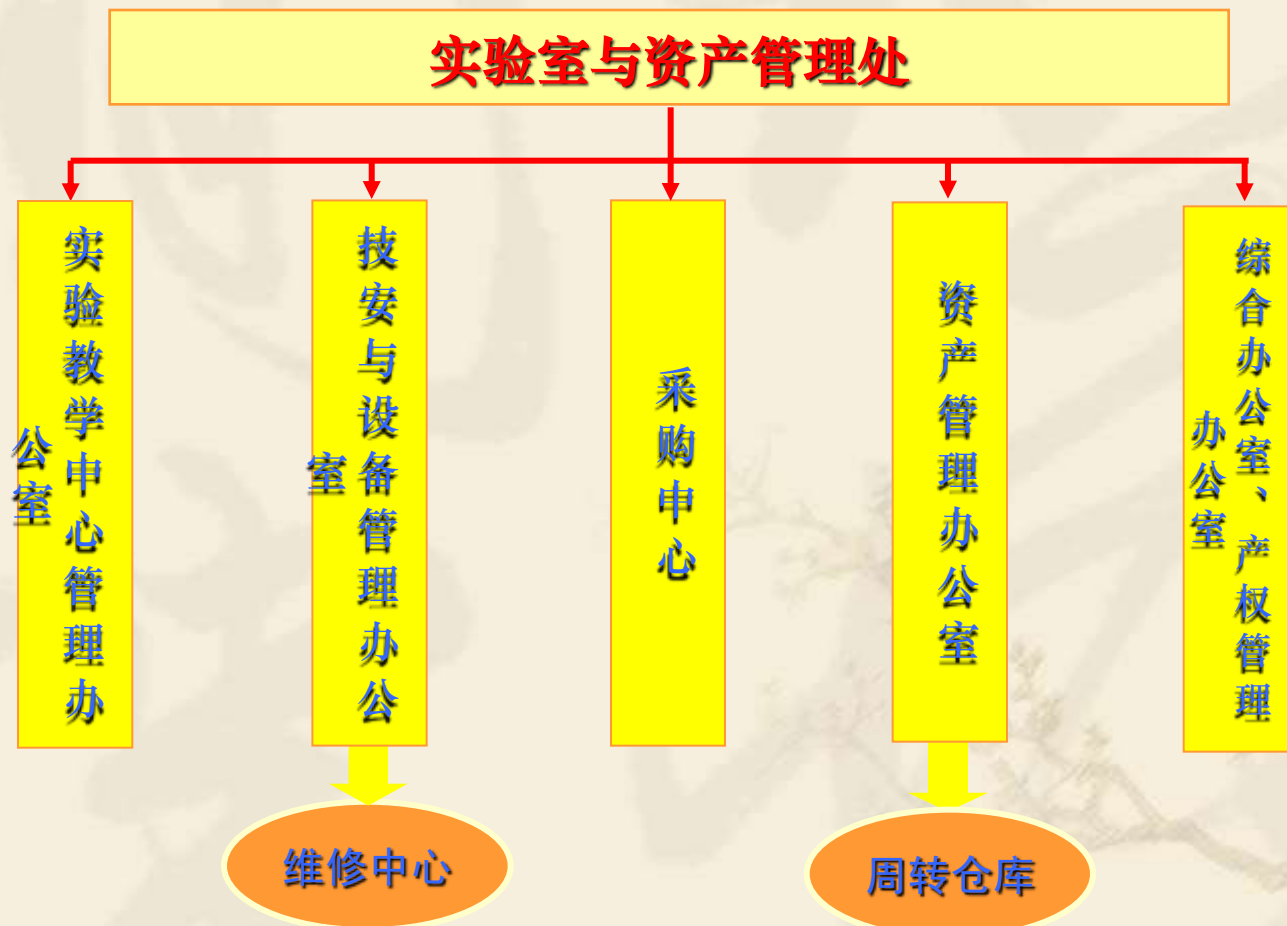 实验室与资产管理处
实验教学中心管理办
公室
技安与设备管理办公
室
采购中心
资产管理办公室
综合办公室、产权管理
办公室
维修中心
周转仓库